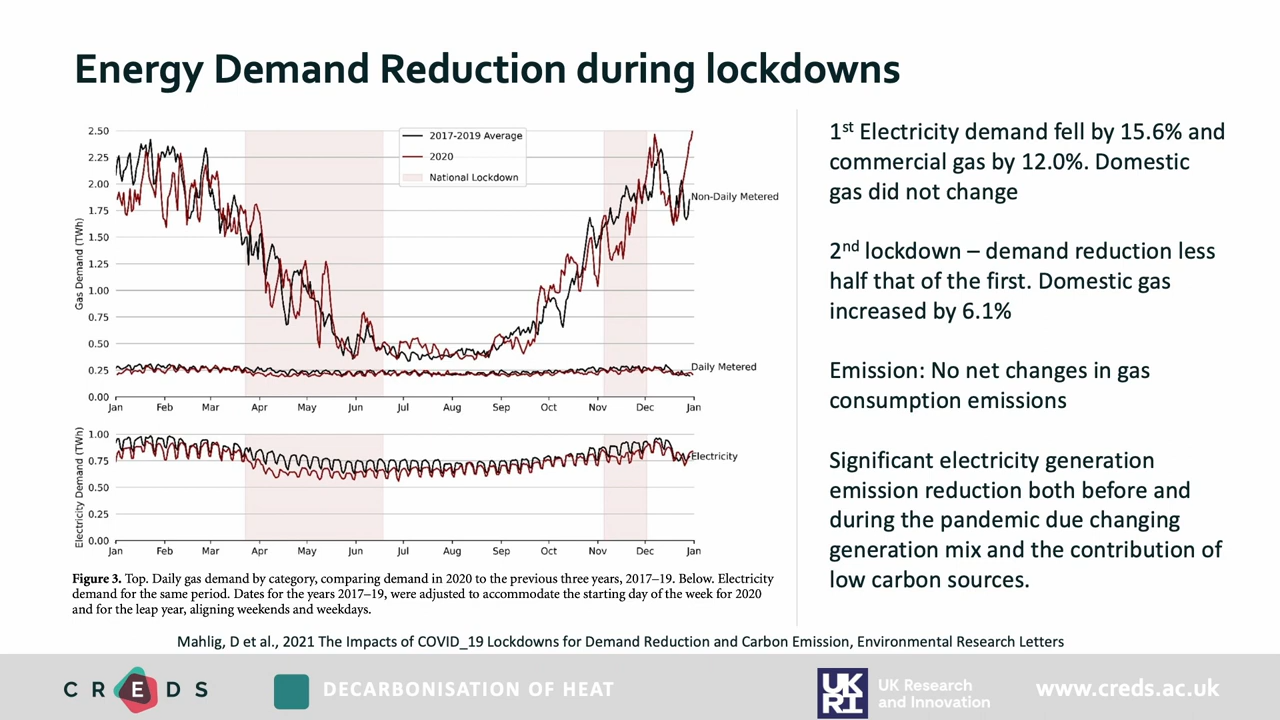 Energy Demand Reduction during lockdowns
2.50
2.25
2.00
1.75
1.50
1.25
1.00
0.75
0.50
0.25
0.00
Gas Demand (TWh)
2017-2019 Average
2020
National Lockdown
Non-Daily Metered
Daily Metered
Jan Feb Mar Apr May Jun Jul Aug Sep Oct Nov Dec Jan
1.00
0.75
0.50
0.25
0.00
Electricity Demand (TWh)
Electricity
Jan Feb Mar Apr May Jun Jul Aug Sep Oct Nov Dec Jan
Figure 3. Top. Daily gas demand by category, comparing demand in 2020 to the previous three years, 2017–19. Below. Electricity
demand for the same period. Dates for the years 2017–19, were adjusted to accommodate the starting day of the week for 2020
and for the leap year, aligning weekends and weekdays.
1st Electricity demand fell by 15.6% and
commercial gas by 12.0%. Domestic
gas did not change
2nd lockdown – demand reduction less
half that of the first. Domestic gas
increased by 6.1%
Emission: No net changes in gas
consumption emissions
Significant electricity generation
emission reduction both before and
during the pandemic due changing
generation mix and the contribution of
low carbon sources.
Mahlig, D et al., 2021 The Impacts of COVID_19 Lockdowns for Demand Reduction and Carbon Emission, Environmental Research Letters
CREDS
DECARBONISATION OF HEAT
UKRI
UK Research
and Innovation
www.creds.ac.uk